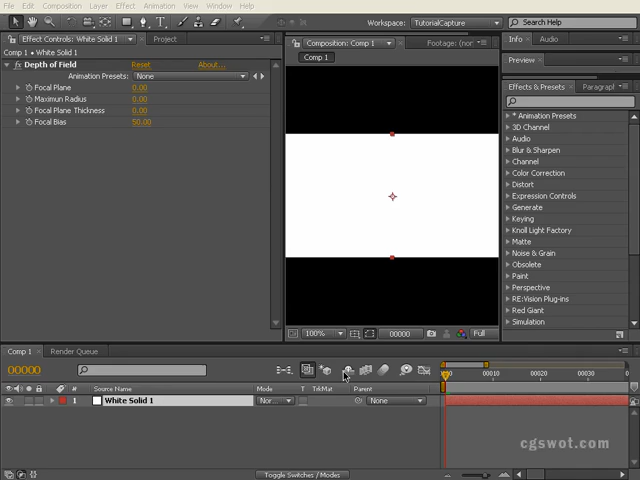 File Edit Composition Layer Effect Animation View Window Help
Workspace: TutorialCapture Search Help
Effect Controls: White Solid 1 Project
Comp 1 • White Solid 1
fx Depth of Field Reset About...
Animation Presets: None
Focal Plane 0.00
Maximum Radius 0.00
Focal Plane Thickness 0.00
Focal Bias 50.00
Composition: Comp 1 Footage: (non
Comp 1
100% 00000 Full
Info Audio
Preview
Effects & Presets Paragraph
* Animation Presets
3D Channel
Audio
Blur & Sharpen
Channel
Color Correction
Distort
Expression Controls
Generate
Keying
Knoll Light Factory
Matte
Noise & Grain
Obsolete
Paint
Perspective
RE:Vision Plug-ins
Red Giant
Simulation
Comp 1 Render Queue
00000
00010 00020 00030
# Source Name Mode T TrkMat Parent
1 White Solid 1 Nor... None
cgswot.com
Toggle Switches / Modes